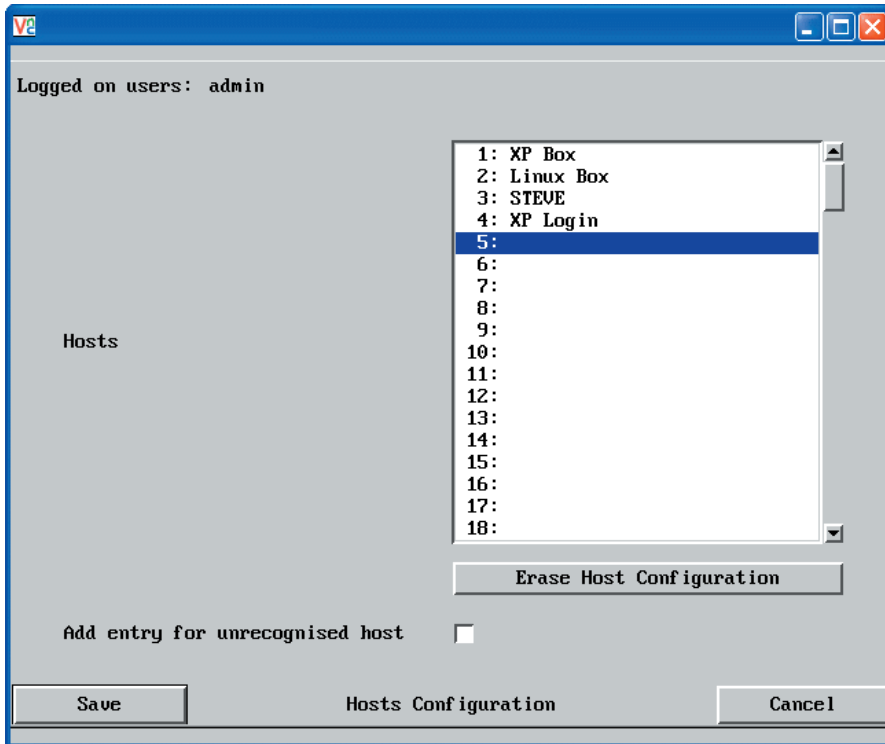 VNC
Logged on users: admin
1: XP Box
2: Linux Box
3: STEVE
4: XP Login
5:
6:
7:
8:
9:
10:
11:
12:
13:
14:
15:
16:
17:
18:
Hosts
Erase Host Configuration
Add entry for unrecognised host
Save
Hosts Configuration
Cancel